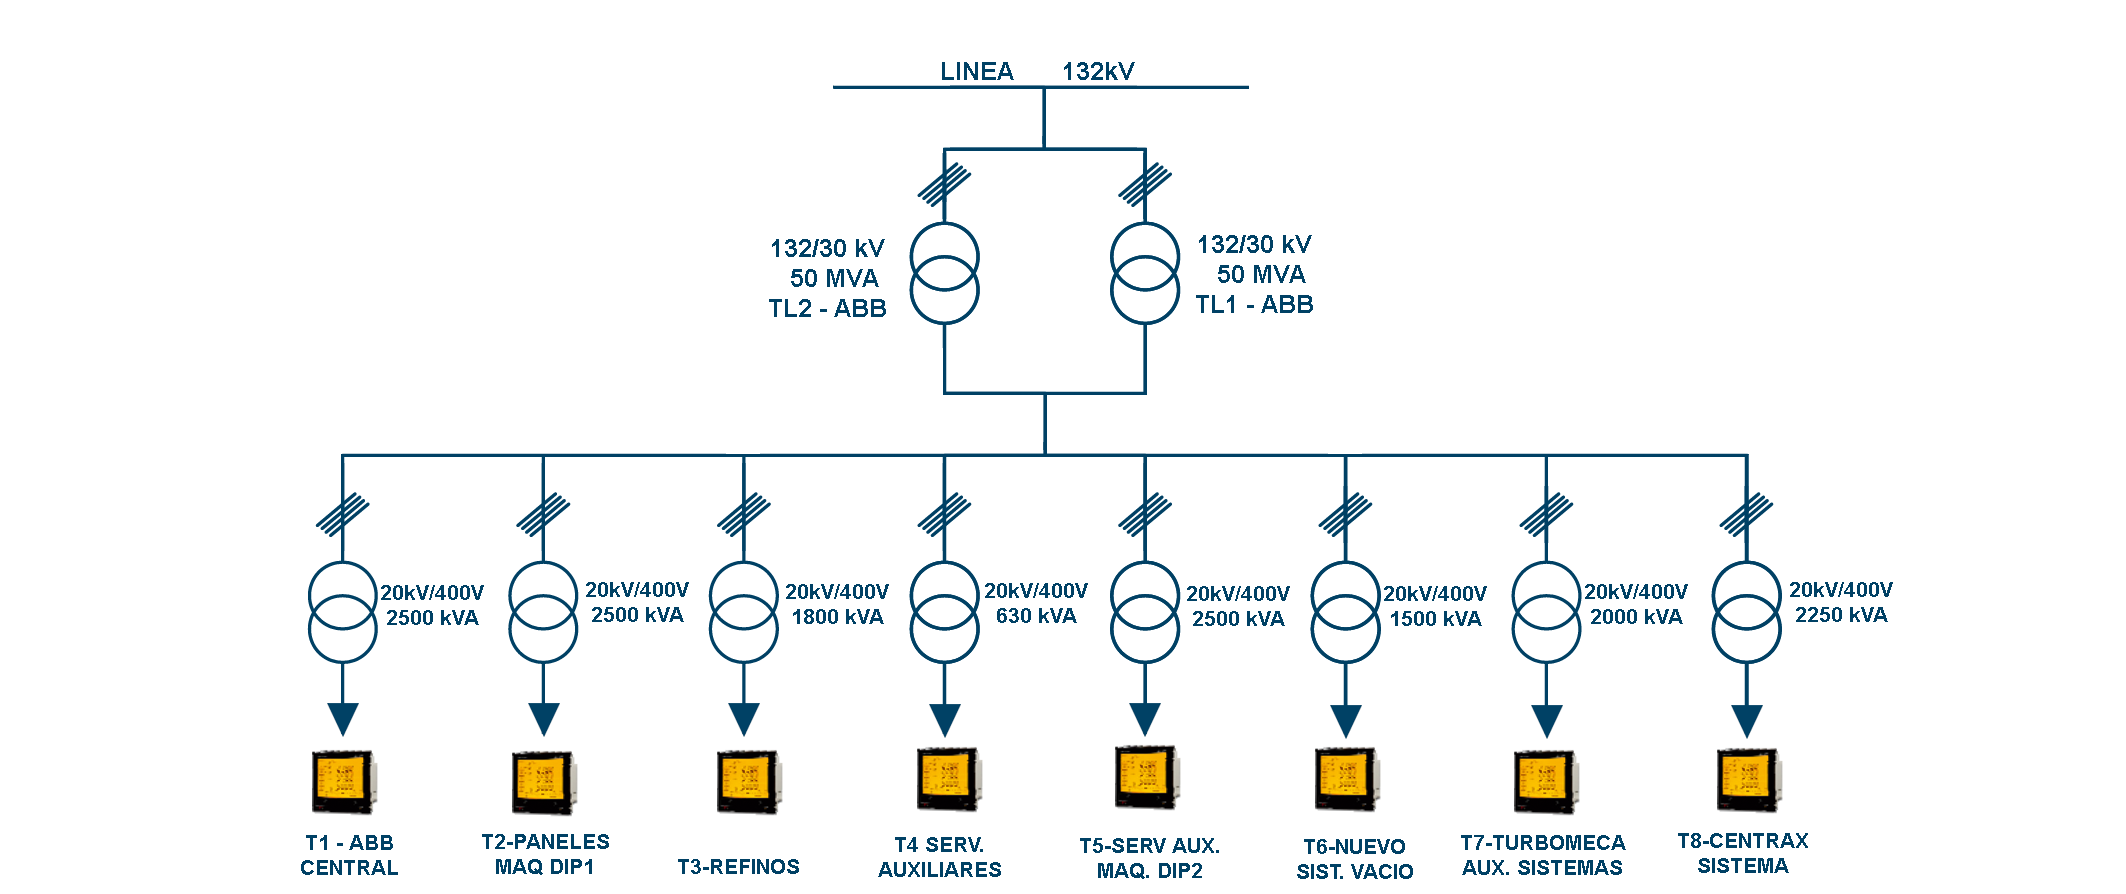 LINEA 132kV
132/30 kV
50 MVA
TL2 - ABB
132/30 kV
50 MVA
TL1 - ABB
20kV/400V
2500 kVA
20kV/400V
2500 kVA
20kV/400V
1800 kVA
20kV/400V
630 kVA
20kV/400V
2500 kVA
20kV/400V
1500 kVA
20kV/400V
2000 kVA
20kV/400V
2250 kVA
T1 - ABB
CENTRAL
T2-PANELES
MAQ DIP1
T3-REFINOS
T4 SERV.
AUXILIARES
T5-SERV AUX.
MAQ. DIP2
T6-NUEVO
SIST. VACIO
T7-TURBOMECA
AUX. SISTEMAS
T8-CENTRAX
SISTEMA